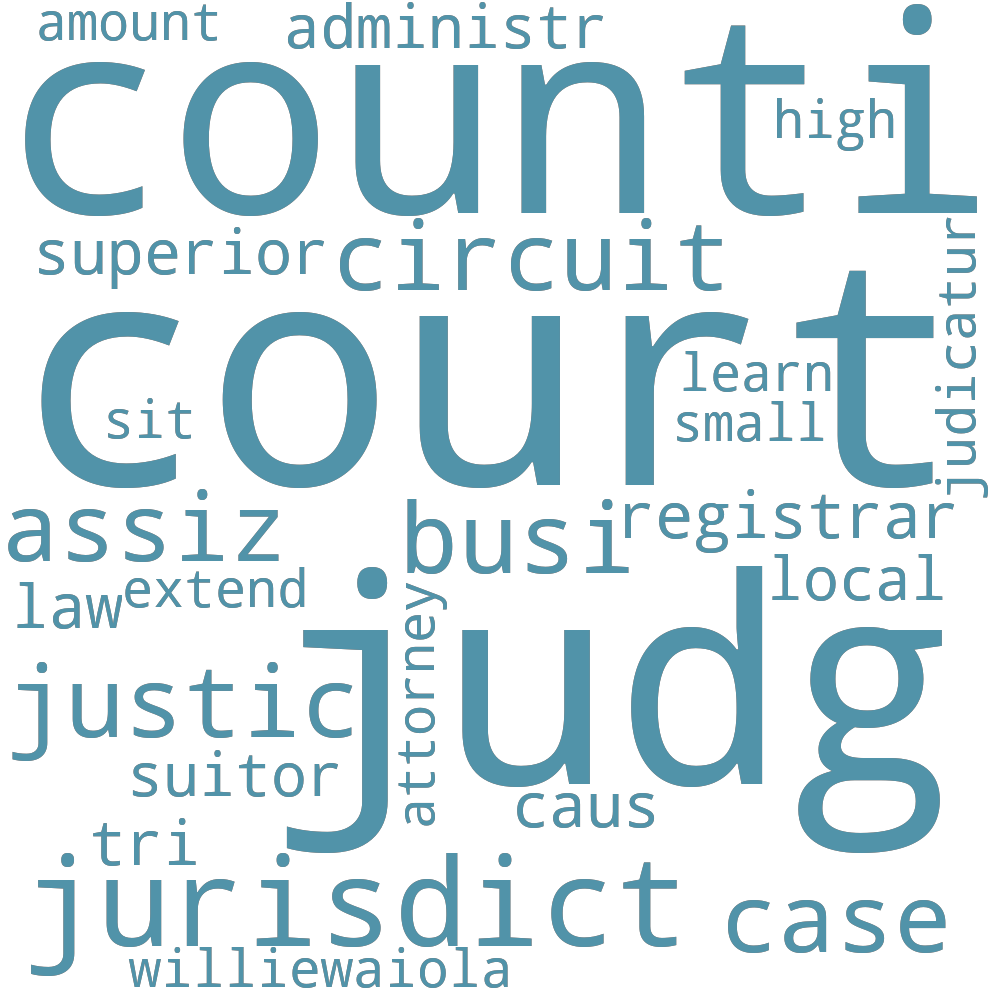 amount
administr
counti
high
superior
circuit
judicatur
court
learn
sit
small
assiz
busi
registrar
law
extend
local
judg
attorney
justic
suitor
caus
tri
jurisdict
case
williewaiola